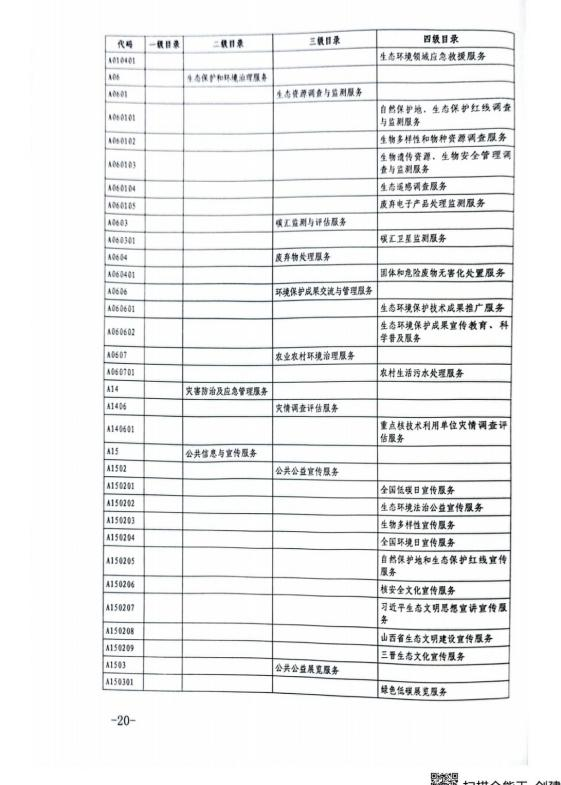 代码 一级目录 二级目录 三级目录 四级目录
A010401 生态环境领域应急救援服务
A06 生态保护和环境治理服务
A0601 生态资源调查与监测服务
A060101 自然保护地、生态保护红线调查
与监测服务
A060102 生物多样性和物种资源调查服务
A060103 生物遗传资源、生物安全管理调
查与监测服务
A060104 生态遥感调查服务
A060105 废弃电子产品处理监测服务
A0603 碳汇监测与评估服务
A060301 碳汇卫星监测服务
A0604 废弃物处理服务
A060401 固体和危险废物无害化处置服务
A0606 环境保护成果交流与管理服务
A060601 生态环境保护技术成果推广服务
A060602 生态环境保护成果宣传教育、科
学普及服务
A0607 农业农村环境治理服务
A060701 农村生活污水处理服务
A14 灾害防治及应急管理服务
A1406 灾情调查评估服务
A140601 重点核技术利用单位灾情调查评
估服务
A15 公共信息与宣传服务
A1502 公共公益宣传服务
A150201 全国低碳日宣传服务
A150202 生态环境法治公益宣传服务
A150203 生物多样性宣传服务
A150204 全国环境日宣传服务
A150205 自然保护地和生态保护红线宣传
服务
A150206 核安全文化宣传服务
A150207 习近平生态文明思想宣讲宣传服
务
A150208 山西省生态文明建设宣传服务
A150209 三晋生态文化宣传服务
A1503 公共公益展览服务
A150301 绿色低碳展览服务
-20-